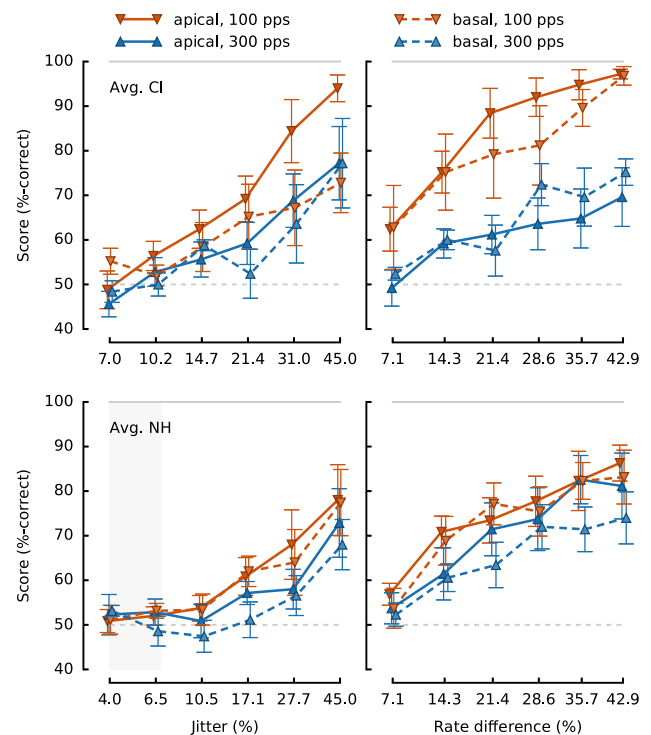 apical, 100 pps
basal, 100 pps
apical, 300 pps
basal, 300 pps
100
90
80
70
60
50
40
Score (%-correct)
Avg. CI
7.0 10.2 14.7 21.4 31.0 45.0
7.1 14.3 21.4 28.6 35.7 42.9
100
90
80
70
60
50
40
Score (%-correct)
Avg. NH
4.0 6.5 10.5 17.1 27.7 45.0
7.1 14.3 21.4 28.6 35.7 42.9
Jitter (%)
Rate difference (%)